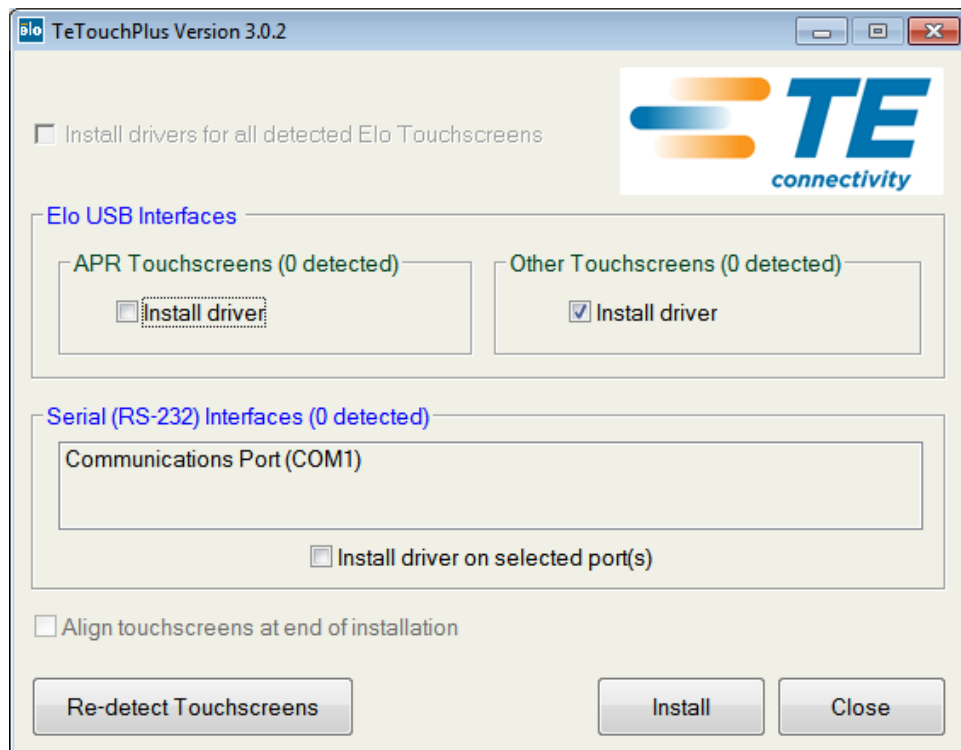 elo TeTouchPlus Version 3.0.2
Install drivers for all detected Elo Touchscreens
TE
connectivity
Elo USB Interfaces
APR Touchscreens (0 detected)
Other Touchscreens (0 detected)
Install driver
Install driver
Serial (RS-232) Interfaces (0 detected)
Communications Port (COM1)
Install driver on selected port(s)
Align touchscreens at end of installation
Re-detect Touchscreens
Install
Close